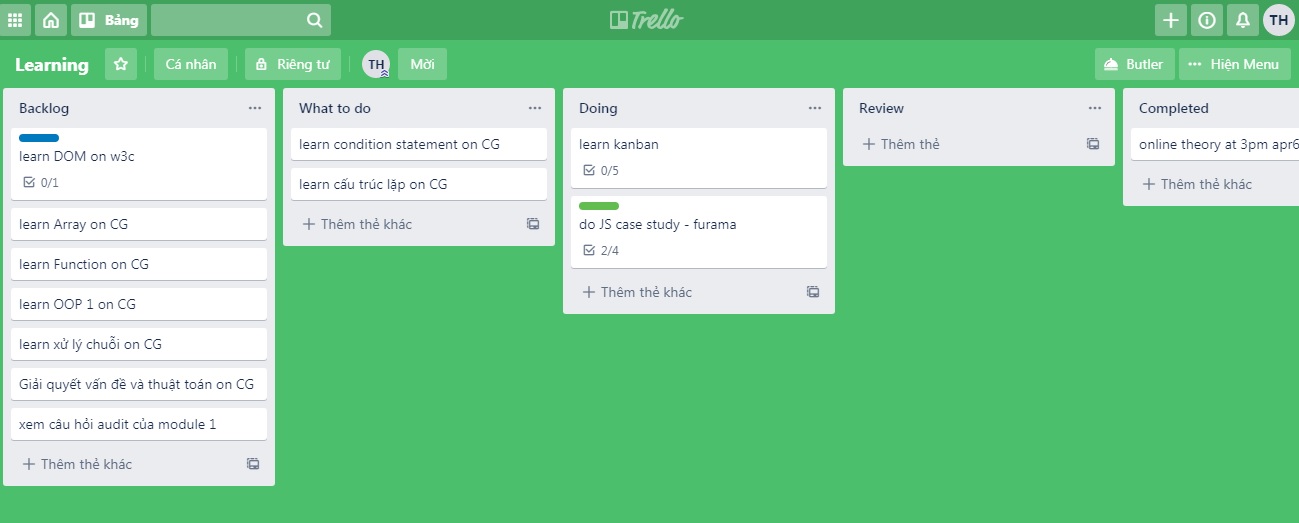 Bảng
Trello
TH
Learning
Cá nhân
Riêng tư
TH
Mời
Butler
Hiện Menu
Backlog
learn DOM on w3c
0/1
learn Array on CG
learn Function on CG
learn OOP 1 on CG
learn xử lý chuỗi on CG
Giải quyết vấn đề và thuật toán on CG
xem câu hỏi audit của module 1
Thêm thẻ khác
What to do
learn condition statement on CG
learn cấu trúc lặp on CG
Thêm thẻ khác
Doing
learn kanban
0/5
do JS case study - furama
2/4
Thêm thẻ khác
Review
Thêm thẻ
Completed
online theory at 3pm apr6
Thêm thẻ khác